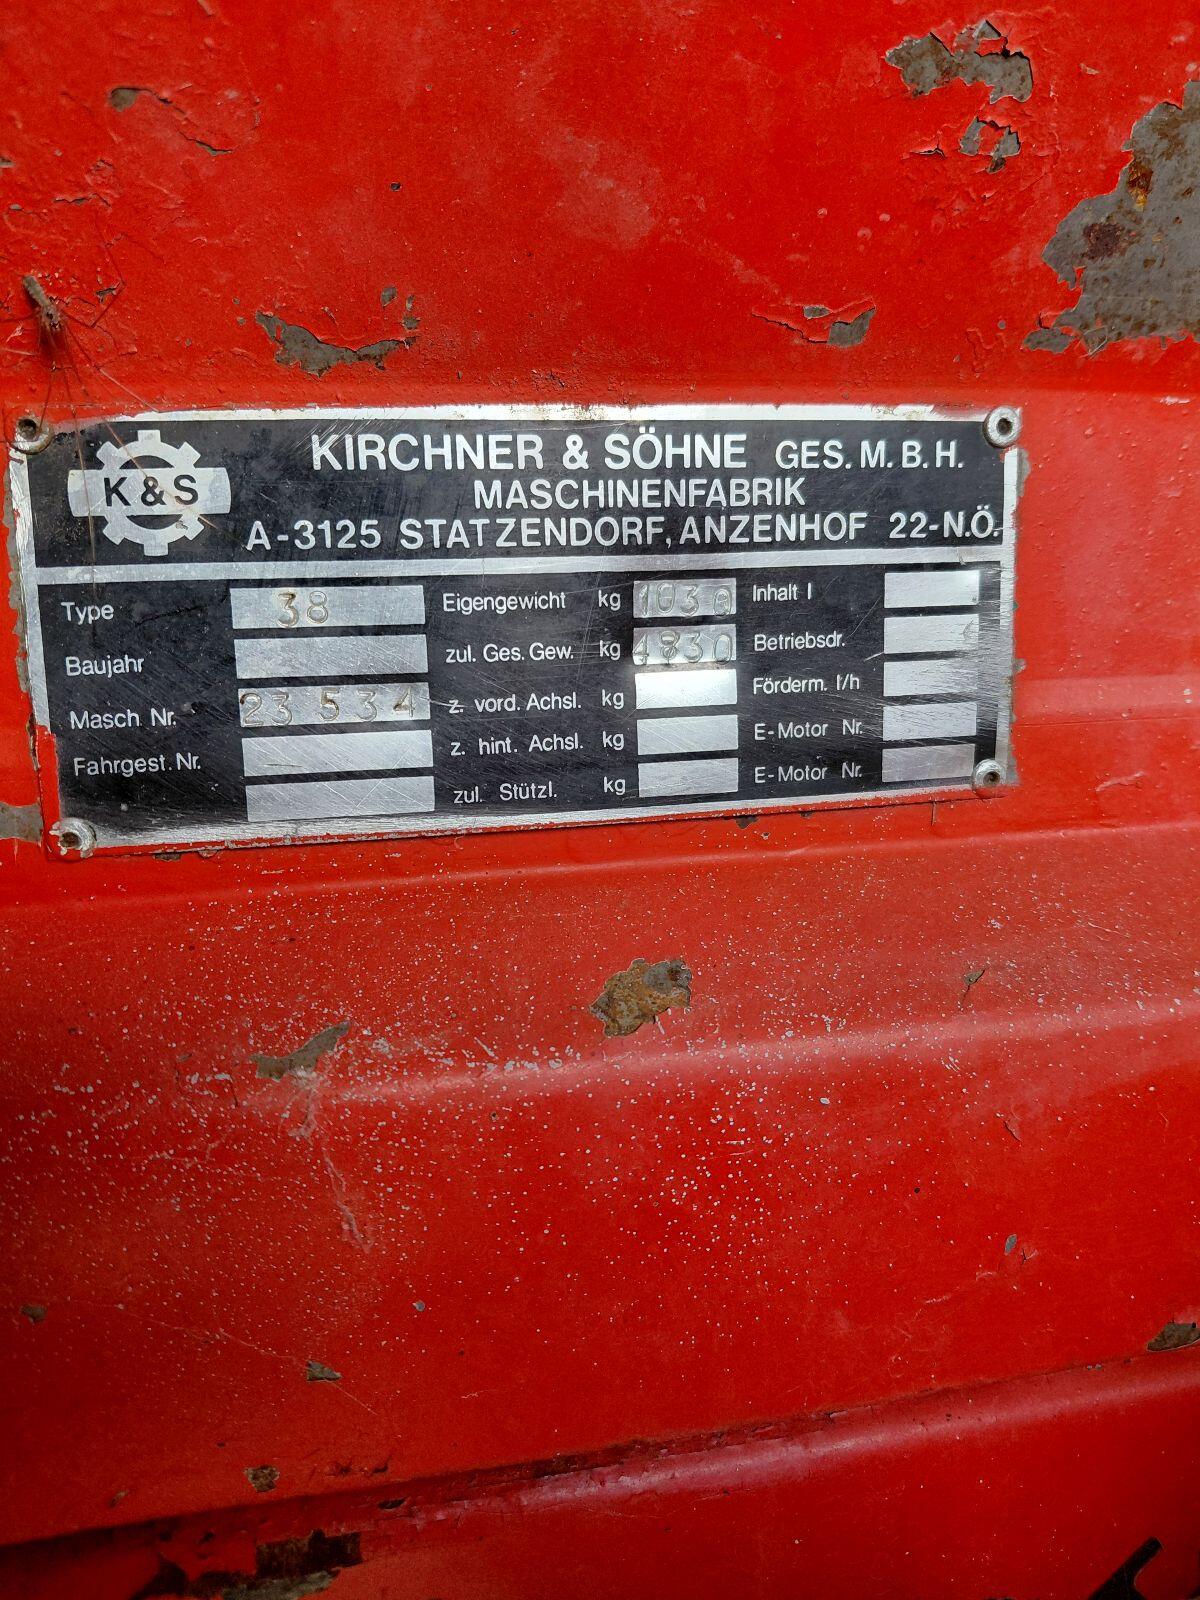 K & S
KIRCHNER & SÖHNE GES. M. B. H.
MASCHINENFABRIK
A-3125 STATZENDORF, ANZENHOF 22-N.Ö.
Type 38
Baujahr
Masch. Nr. 23 534
Fahrgest. Nr.
Eigengewicht kg 1030
zul. Ges. Gew. kg 4830
z. vord. Achsl. kg
z. hint. Achsl. kg
zul. Stützl. kg
Inhalt l
Betriebsdr.
Förderm. l/h
E-Motor Nr.
E-Motor Nr.